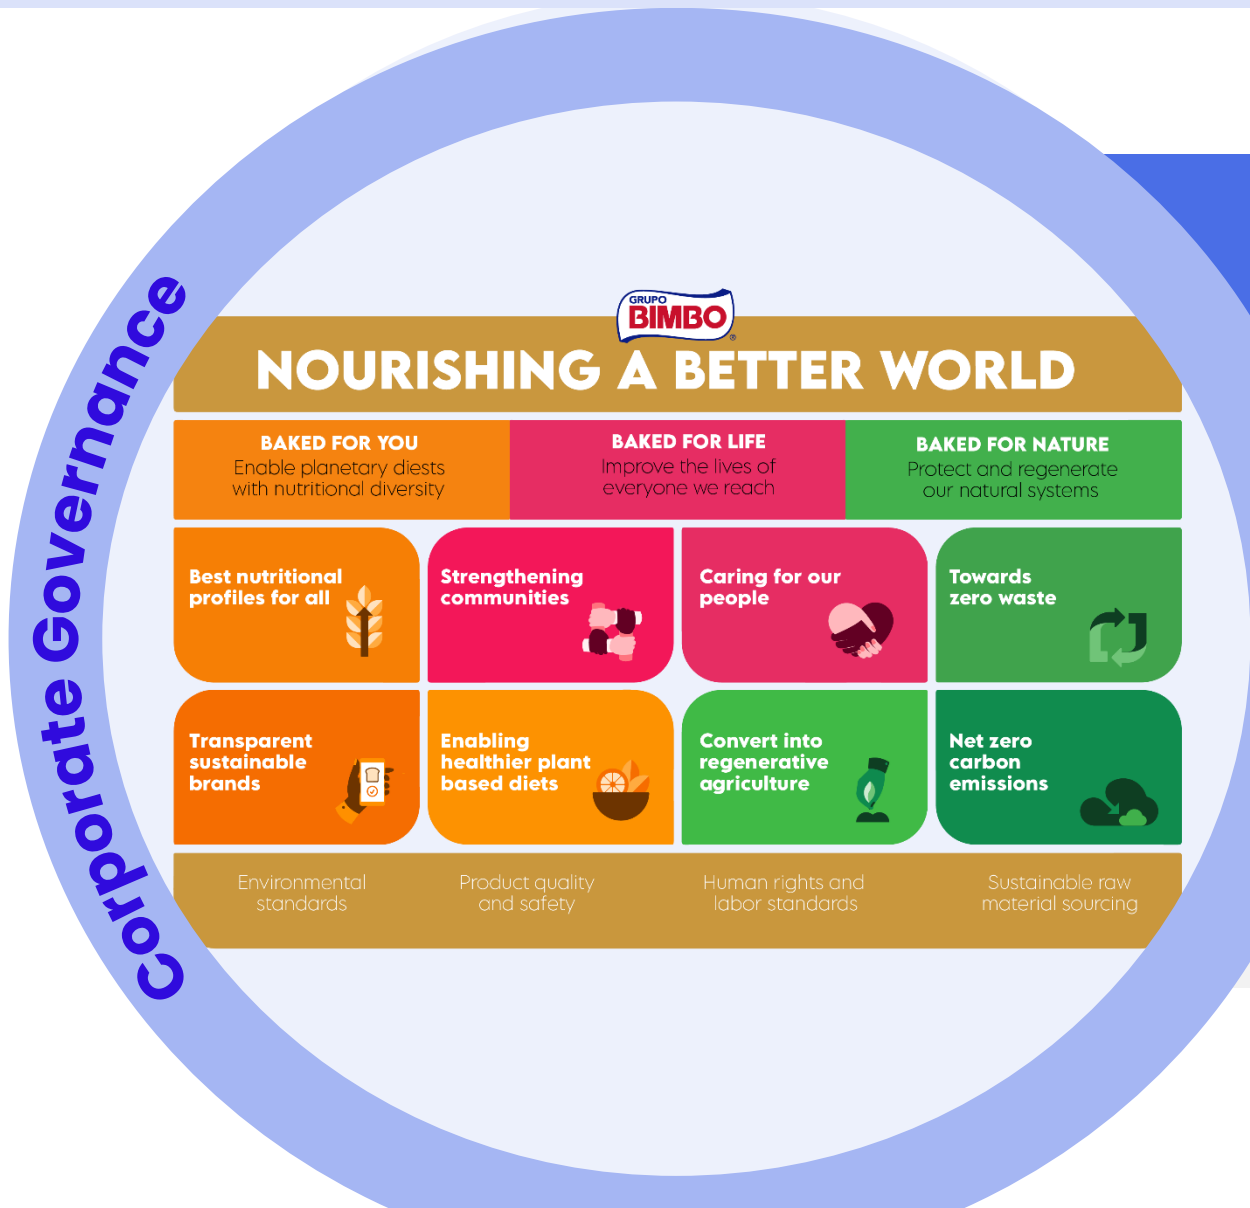 Corporate Governance
GRUPO
BIMBO
®
NOURISHING A BETTER WORLD
BAKED FOR YOU
Enable planetary diests
with nutritional diversity
BAKED FOR LIFE
Improve the lives of
everyone we reach
BAKED FOR NATURE
Protect and regenerate
our natural systems
Best nutritional
profiles for all
Strengthening
communities
Caring for our
people
Towards
zero waste
Transparent
sustainable
brands
Enabling
healthier plant
based diets
Convert into
regenerative
agriculture
Net zero
carbon
emissions
Environmental
standards
Product quality
and safety
Human rights and
labor standards
Sustainable raw
material sourcing